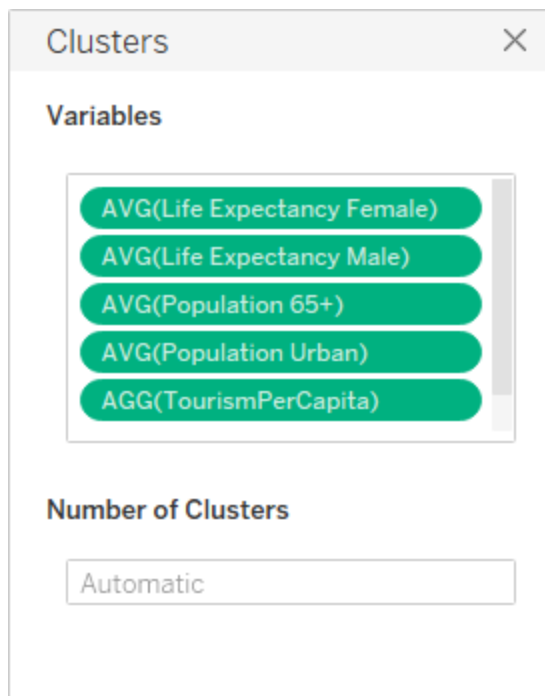 Clusters
Variables
AVG(Life Expectancy Female)
AVG(Life Expectancy Male)
AVG(Population 65+)
AVG(Population Urban)
AGG(TourismPerCapita)
Number of Clusters
Automatic